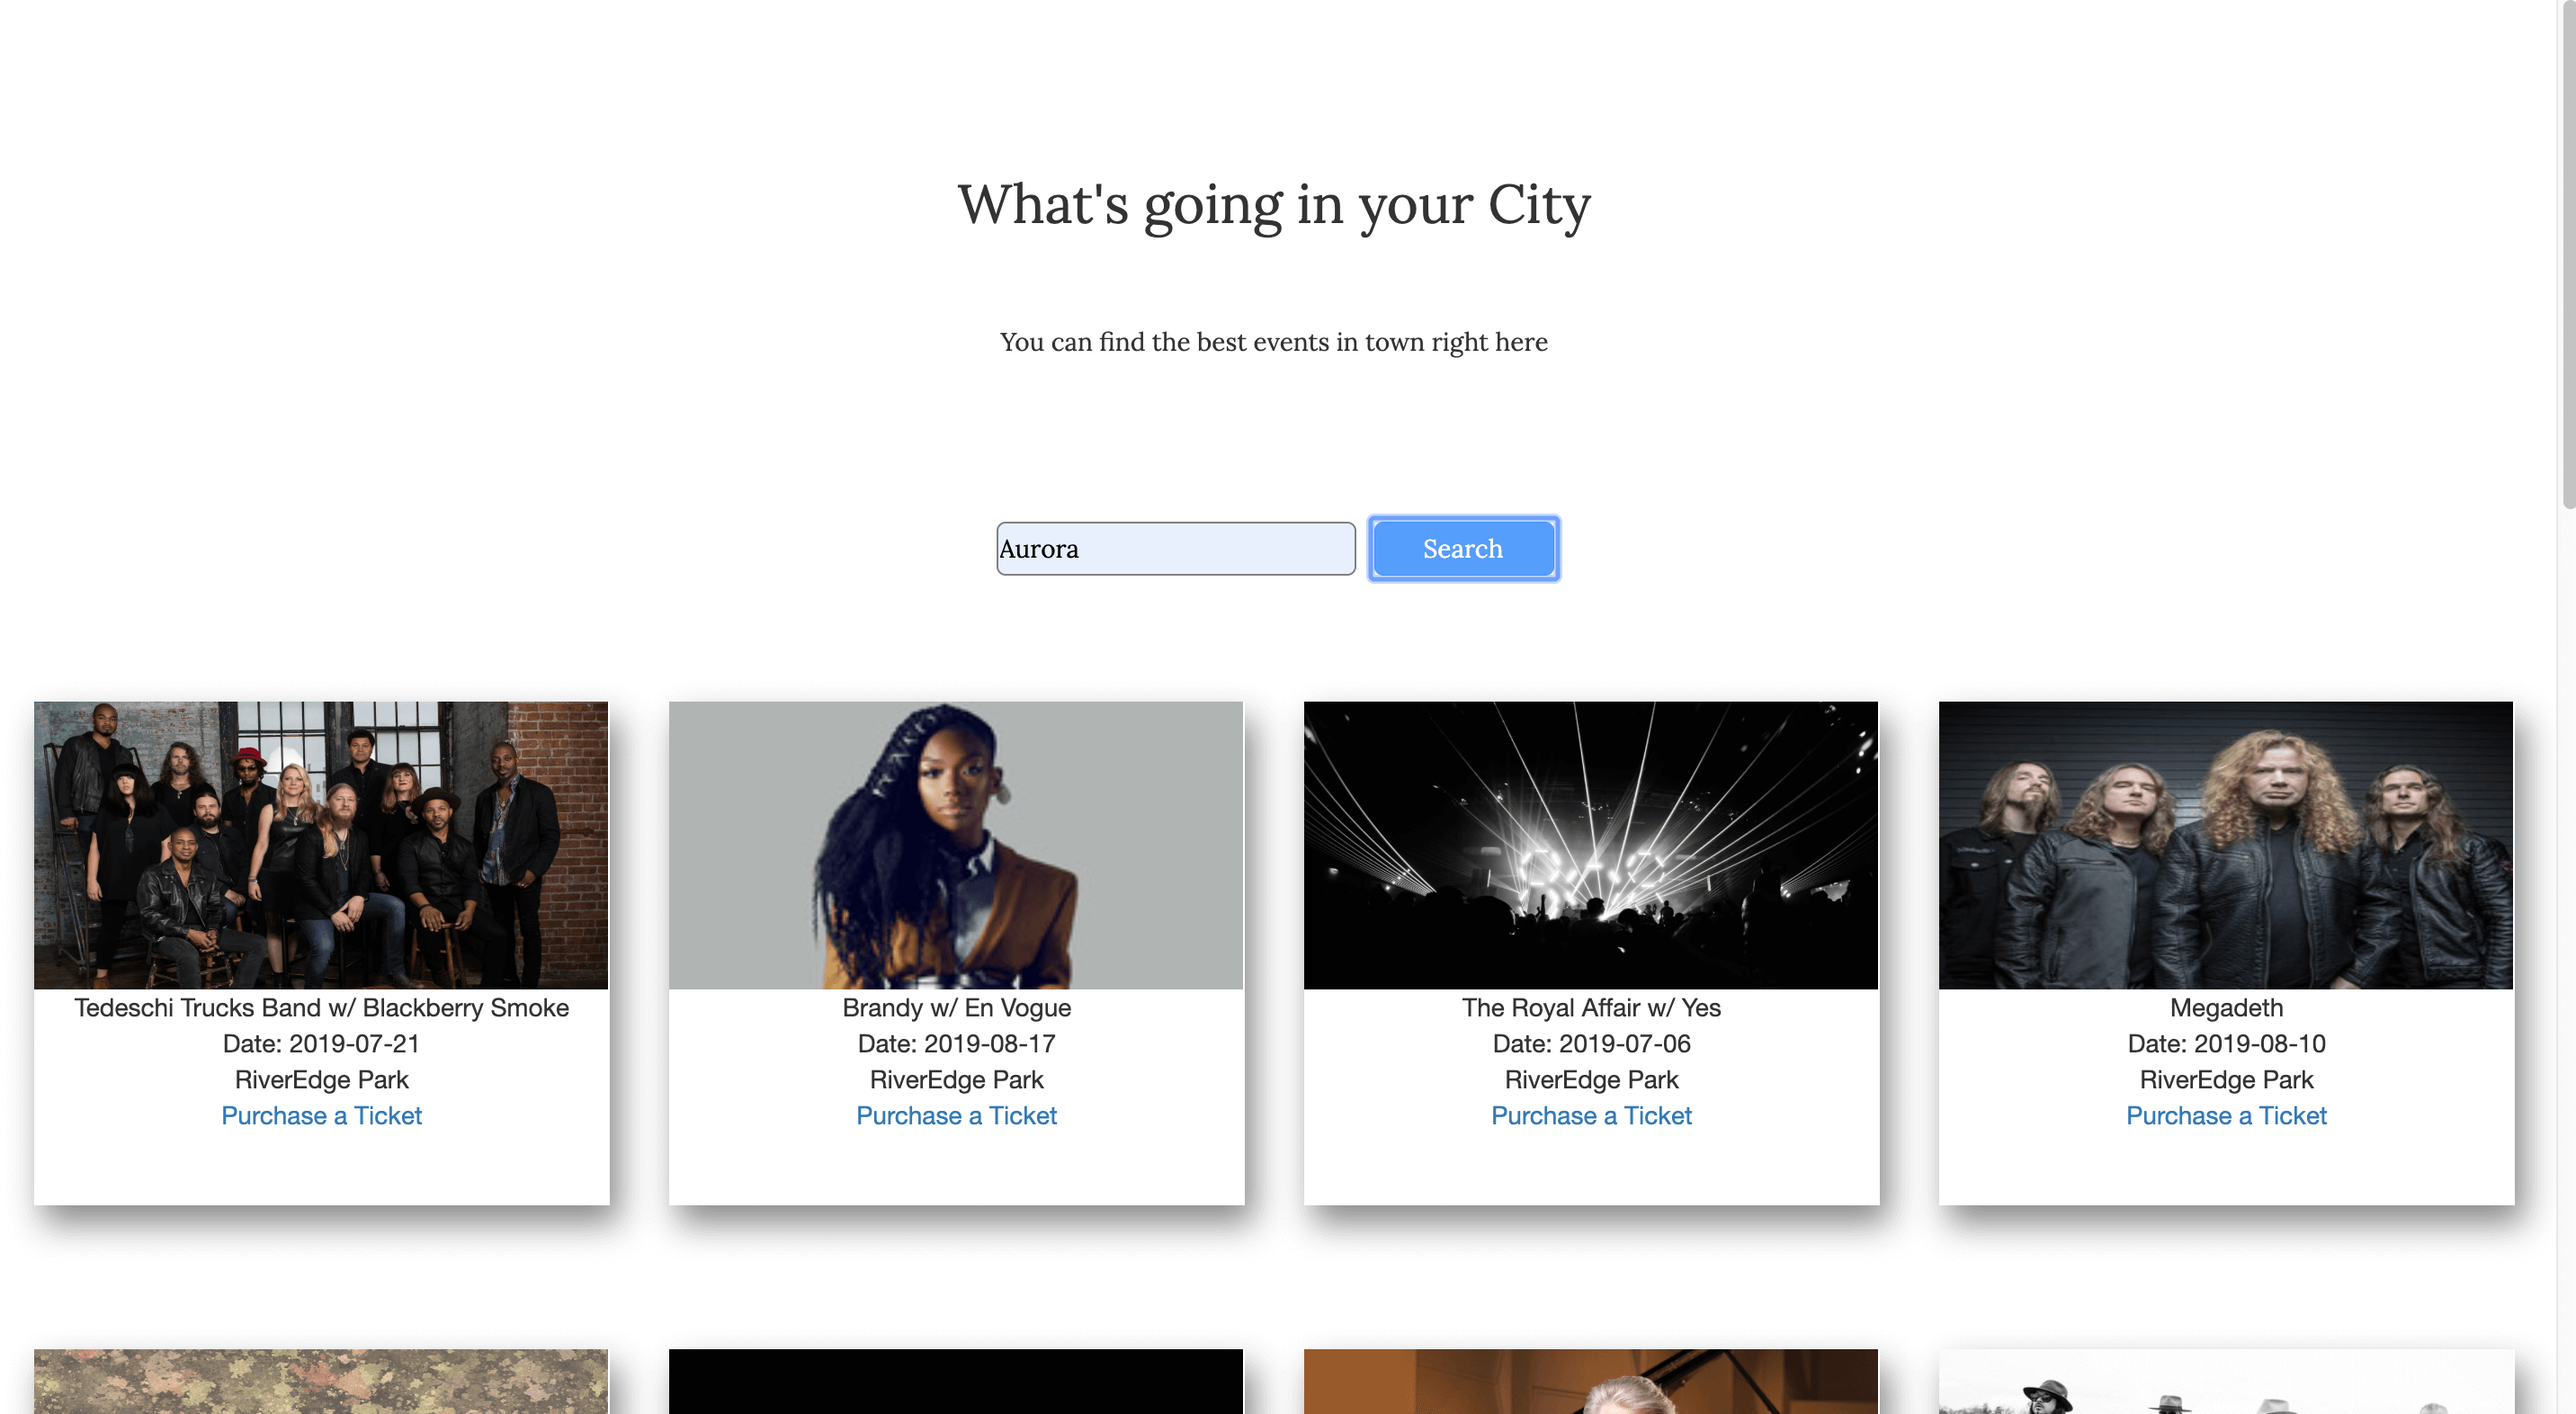 What's going in your City
You can find the best events in town right here
Aurora
Search
Tedeschi Trucks Band w/ Blackberry Smoke
Date: 2019-07-21
RiverEdge Park
Purchase a Ticket
Brandy w/ En Vogue
Date: 2019-08-17
RiverEdge Park
Purchase a Ticket
The Royal Affair w/ Yes
Date: 2019-07-06
RiverEdge Park
Purchase a Ticket
Megadeth
Date: 2019-08-10
RiverEdge Park
Purchase a Ticket